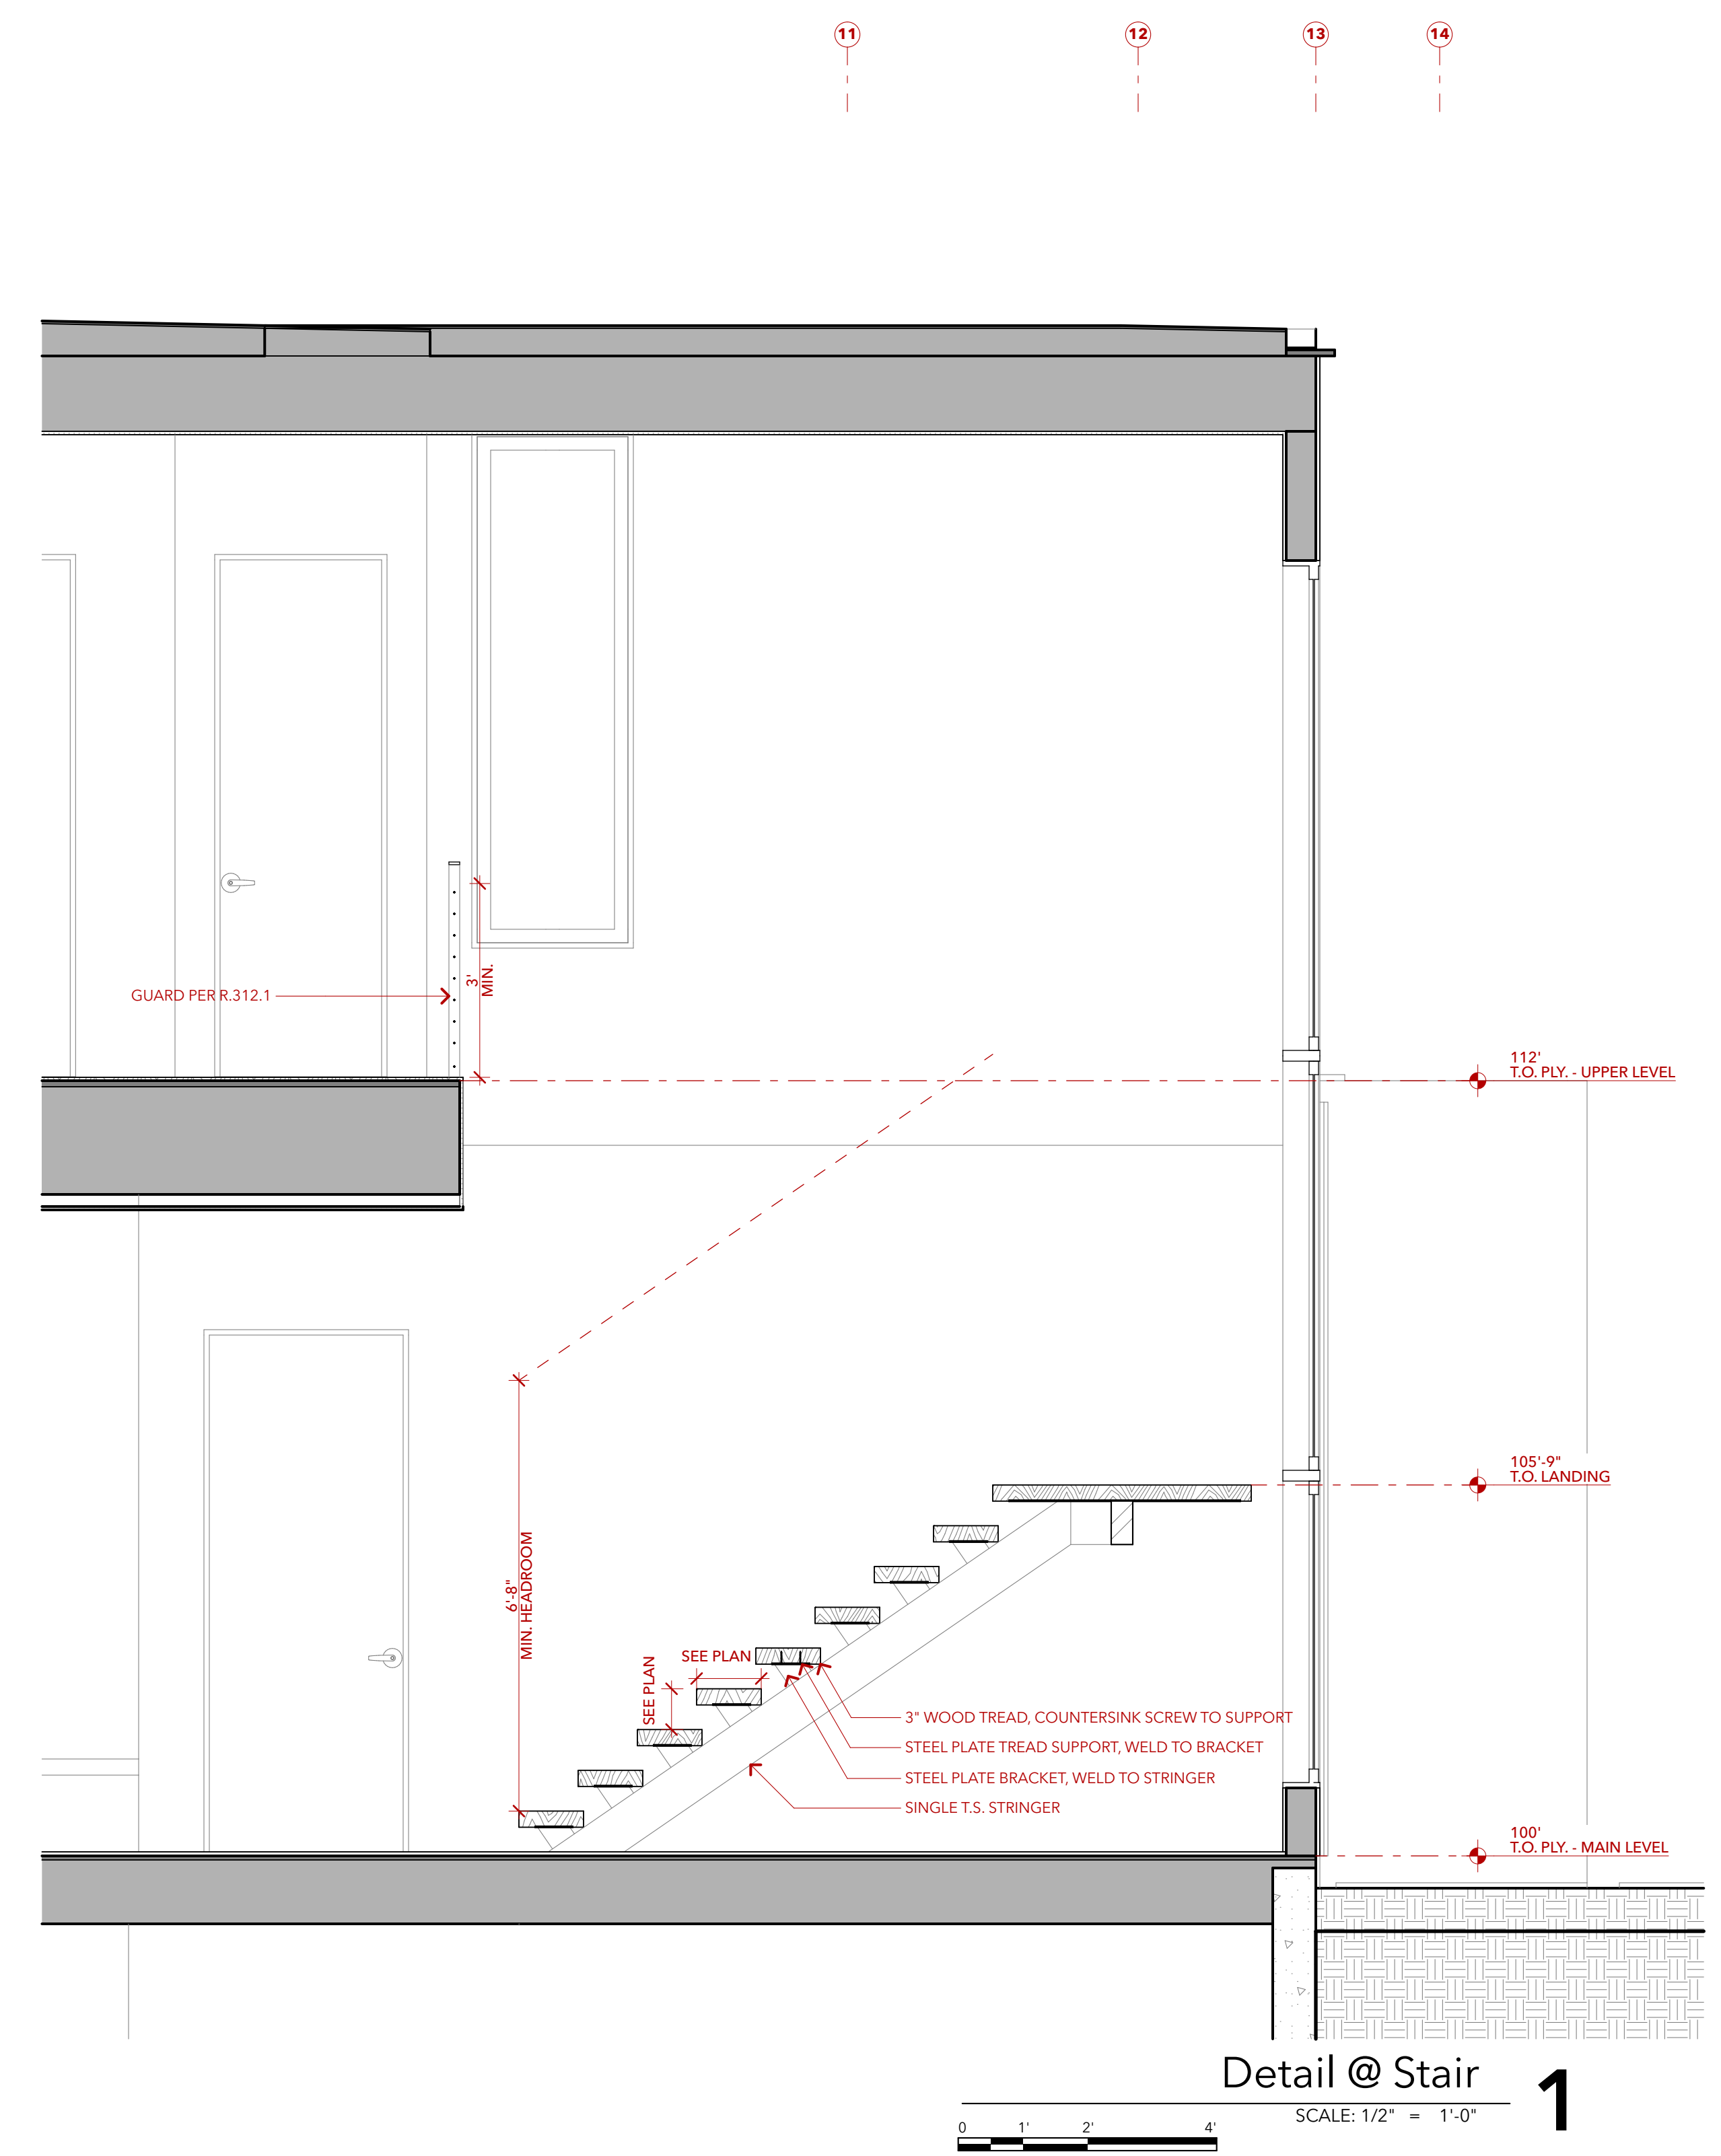 11 12 13 14
3'
MIN.
GUARD PER R.312.1
112'
T.O. PLY. - UPPER LEVEL
105'-9"
T.O. LANDING
6'-8"
MIN. HEADROOM
SEE PLAN
SEE PLAN
3" WOOD TREAD, COUNTERSINK SCREW TO SUPPORT
STEEL PLATE TREAD SUPPORT, WELD TO BRACKET
STEEL PLATE BRACKET, WELD TO STRINGER
SINGLE T.S. STRINGER
100'
T.O. PLY. - MAIN LEVEL
Detail @ Stair
1
SCALE: 1/2" = 1'-0"
0 1' 2' 4'